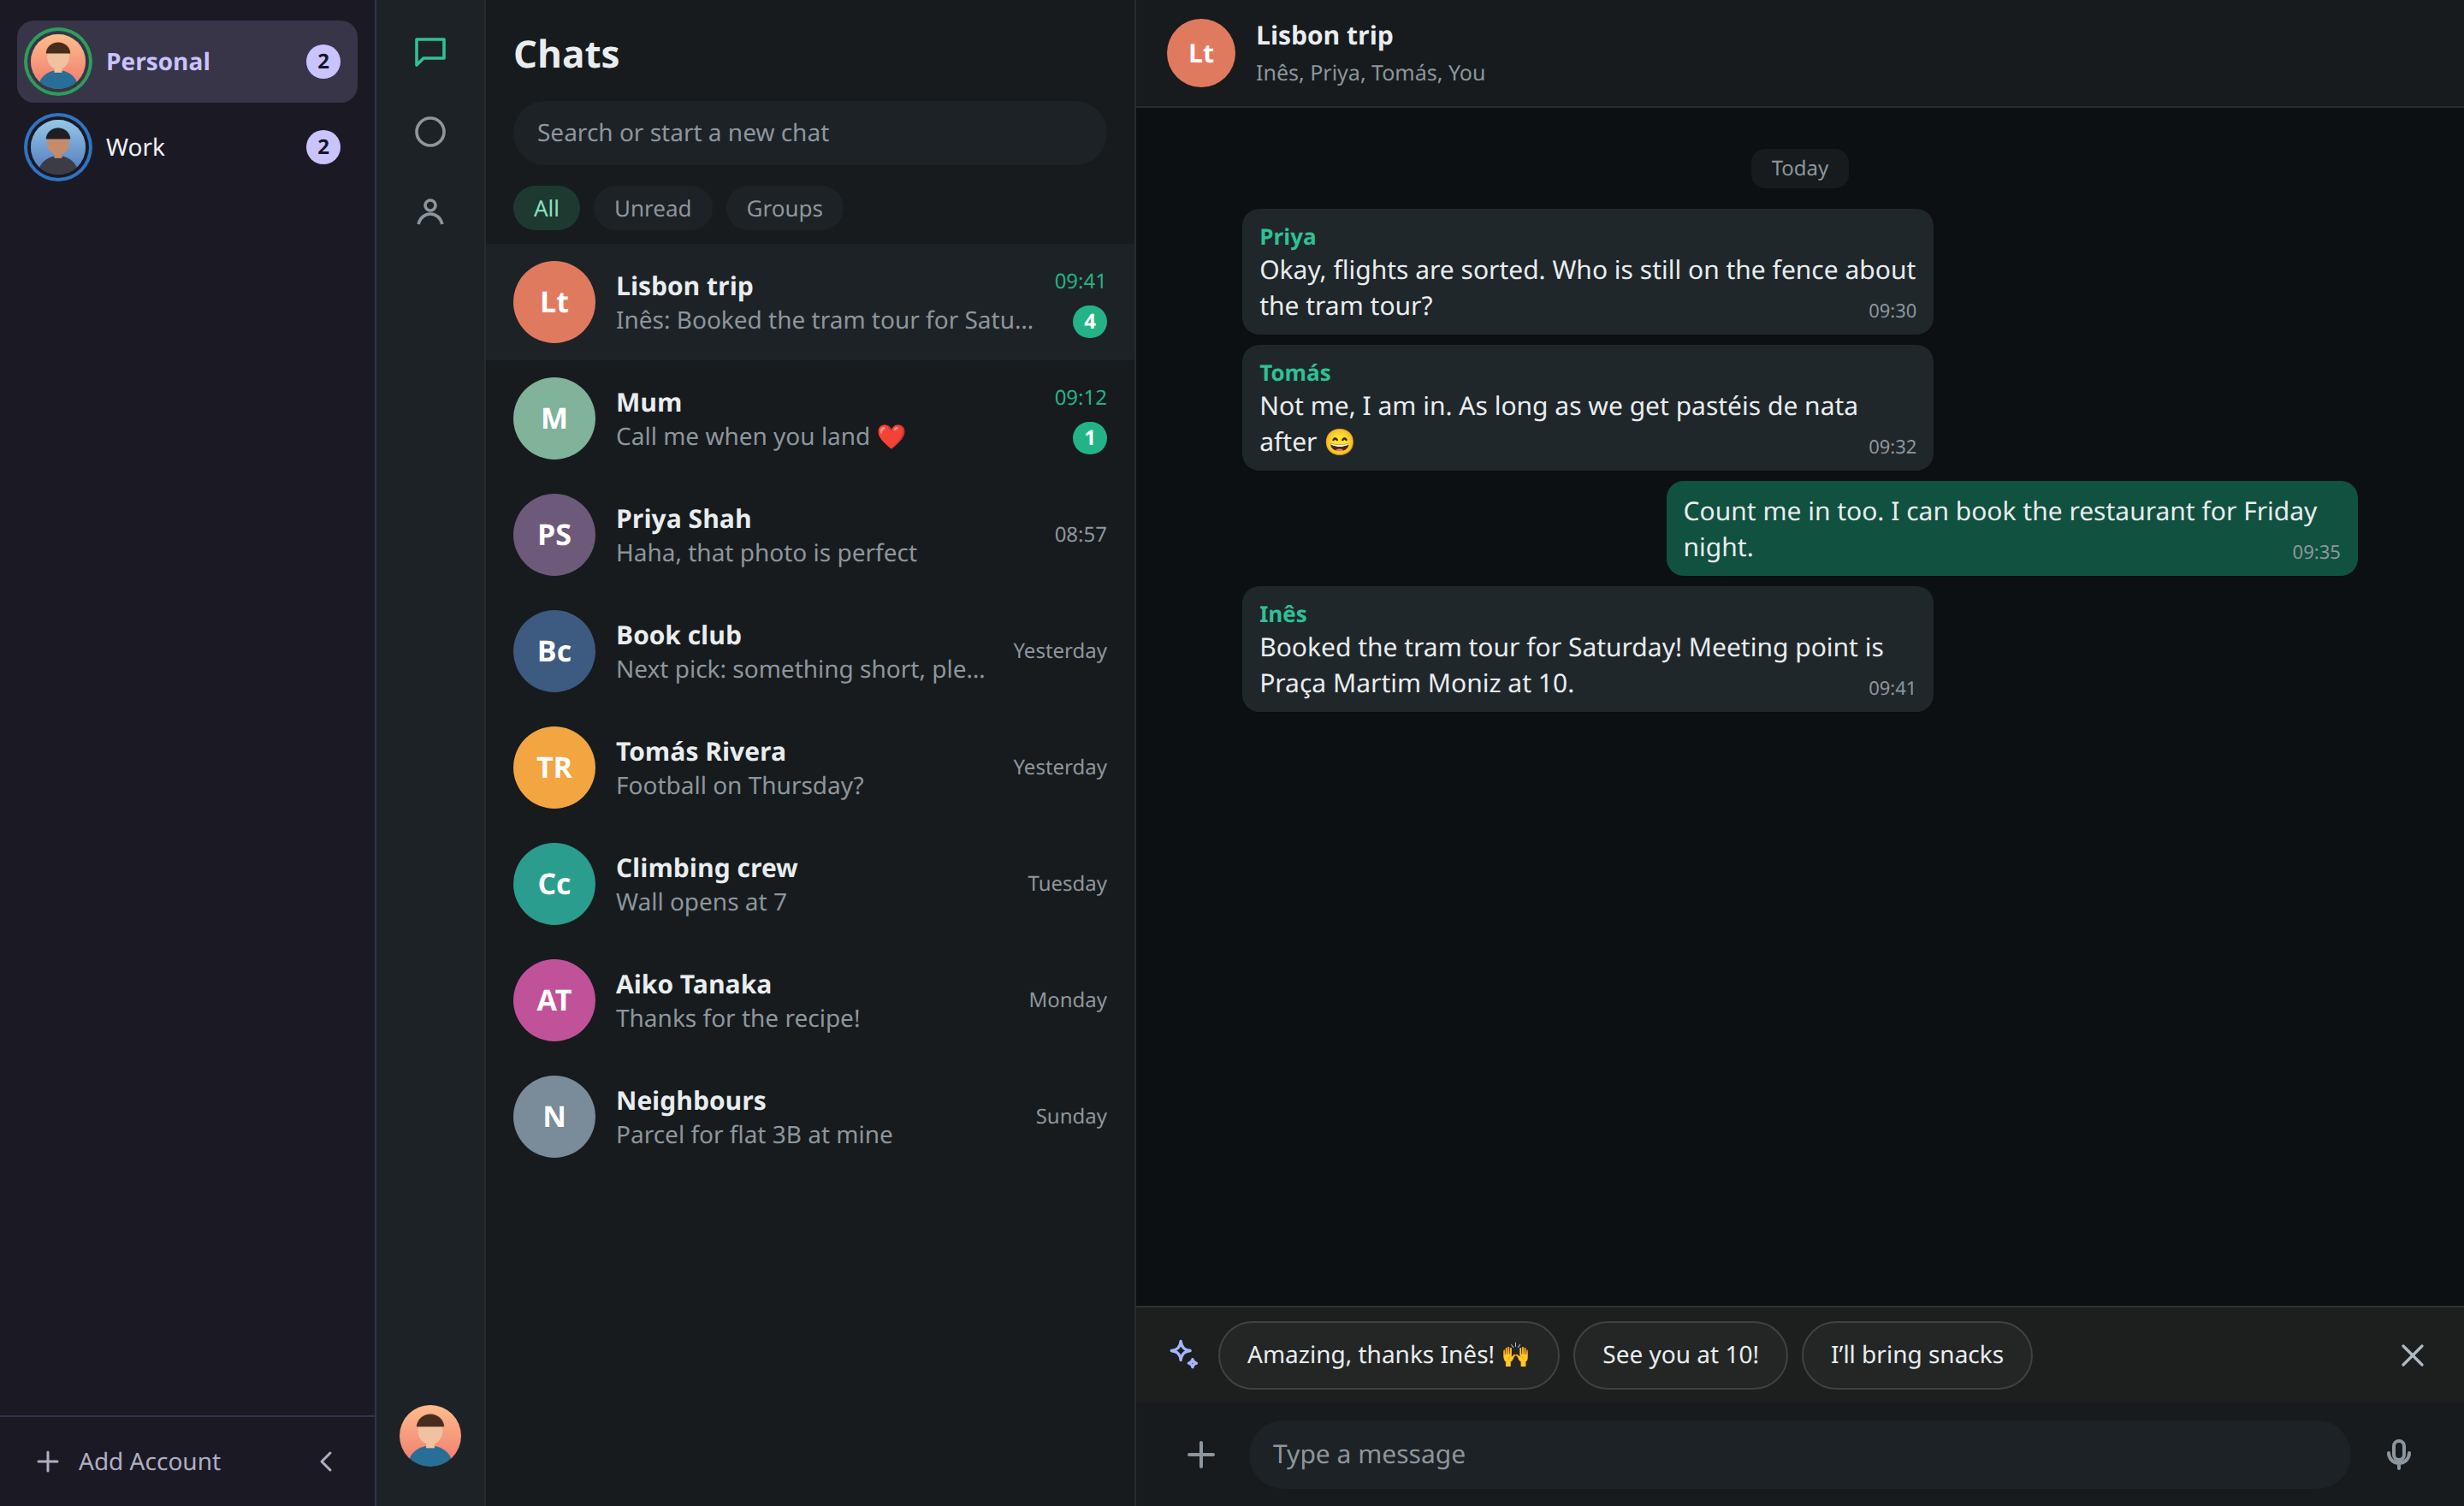 Personal
2
Work
2
Add Account
Chats
Search or start a new chat
All
Unread
Groups
Lt
Lisbon trip
09:41
Inês: Booked the tram tour for Satu...
4
M
Mum
09:12
Call me when you land ❤️
1
PS
Priya Shah
08:57
Haha, that photo is perfect
Bc
Book club
Yesterday
Next pick: something short, ple...
TR
Tomás Rivera
Yesterday
Football on Thursday?
Cc
Climbing crew
Tuesday
Wall opens at 7
AT
Aiko Tanaka
Monday
Thanks for the recipe!
N
Neighbours
Sunday
Parcel for flat 3B at mine
Lt
Lisbon trip
Inês, Priya, Tomás, You
Today
Priya
Okay, flights are sorted. Who is still on the fence about
the tram tour?
09:30
Tomás
Not me, I am in. As long as we get pastéis de nata
after 😄
09:32
Count me in too. I can book the restaurant for Friday
night.
09:35
Inês
Booked the tram tour for Saturday! Meeting point is
Praça Martim Moniz at 10.
09:41
Amazing, thanks Inês! 🙌
See you at 10!
I’ll bring snacks
Type a message